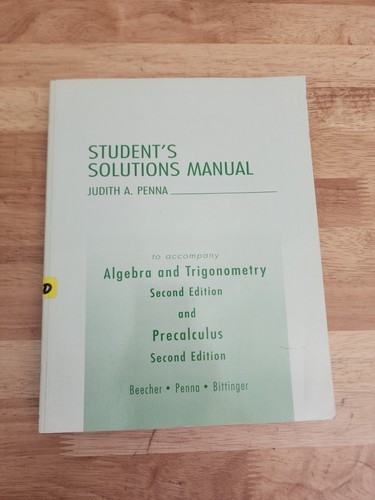 STUDENT'S
SOLUTIONS MANUAL
JUDITH A. PENNA
to accompany
Algebra and Trigonometry
Second Edition
and
Precalculus
Second Edition
Beecher • Penna • Bittinger